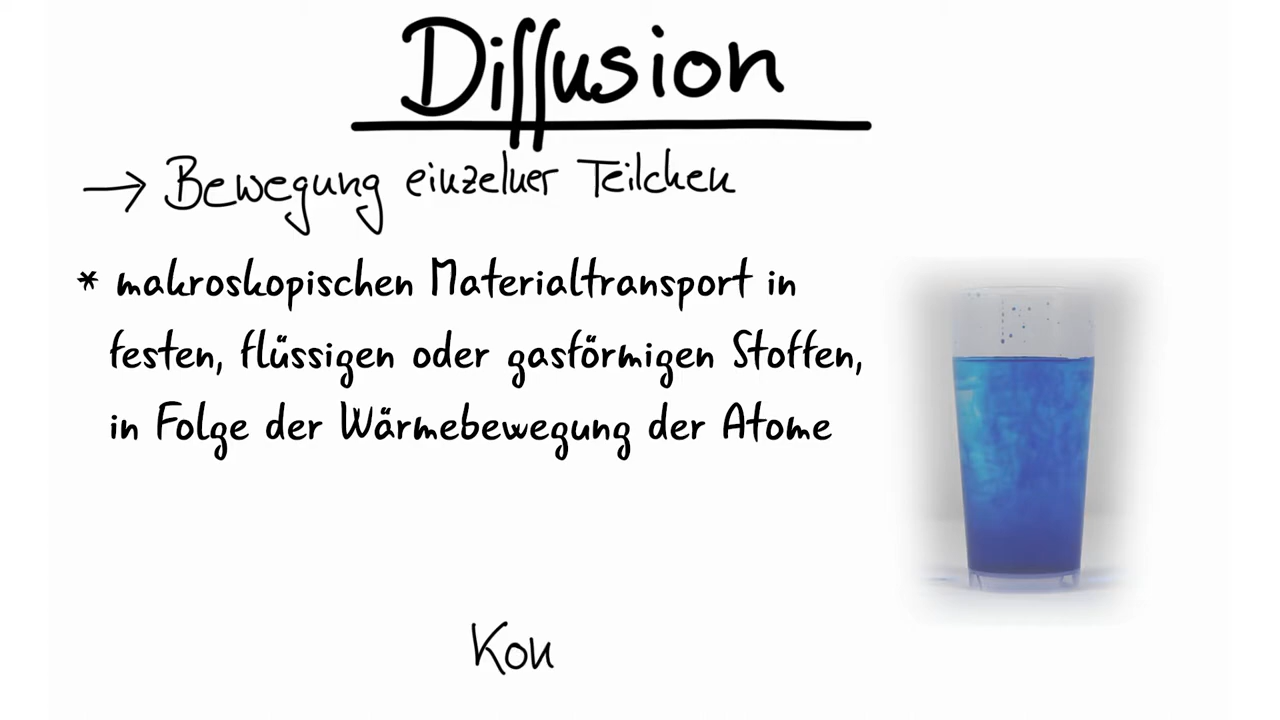 Diffusion
→ Bewegung einzelner Teilchen
* makroskopischen Materialtransport in
festen, flüssigen oder gasförmigen Stoffen,
in Folge der Wärmebewegung der Atome
Kon